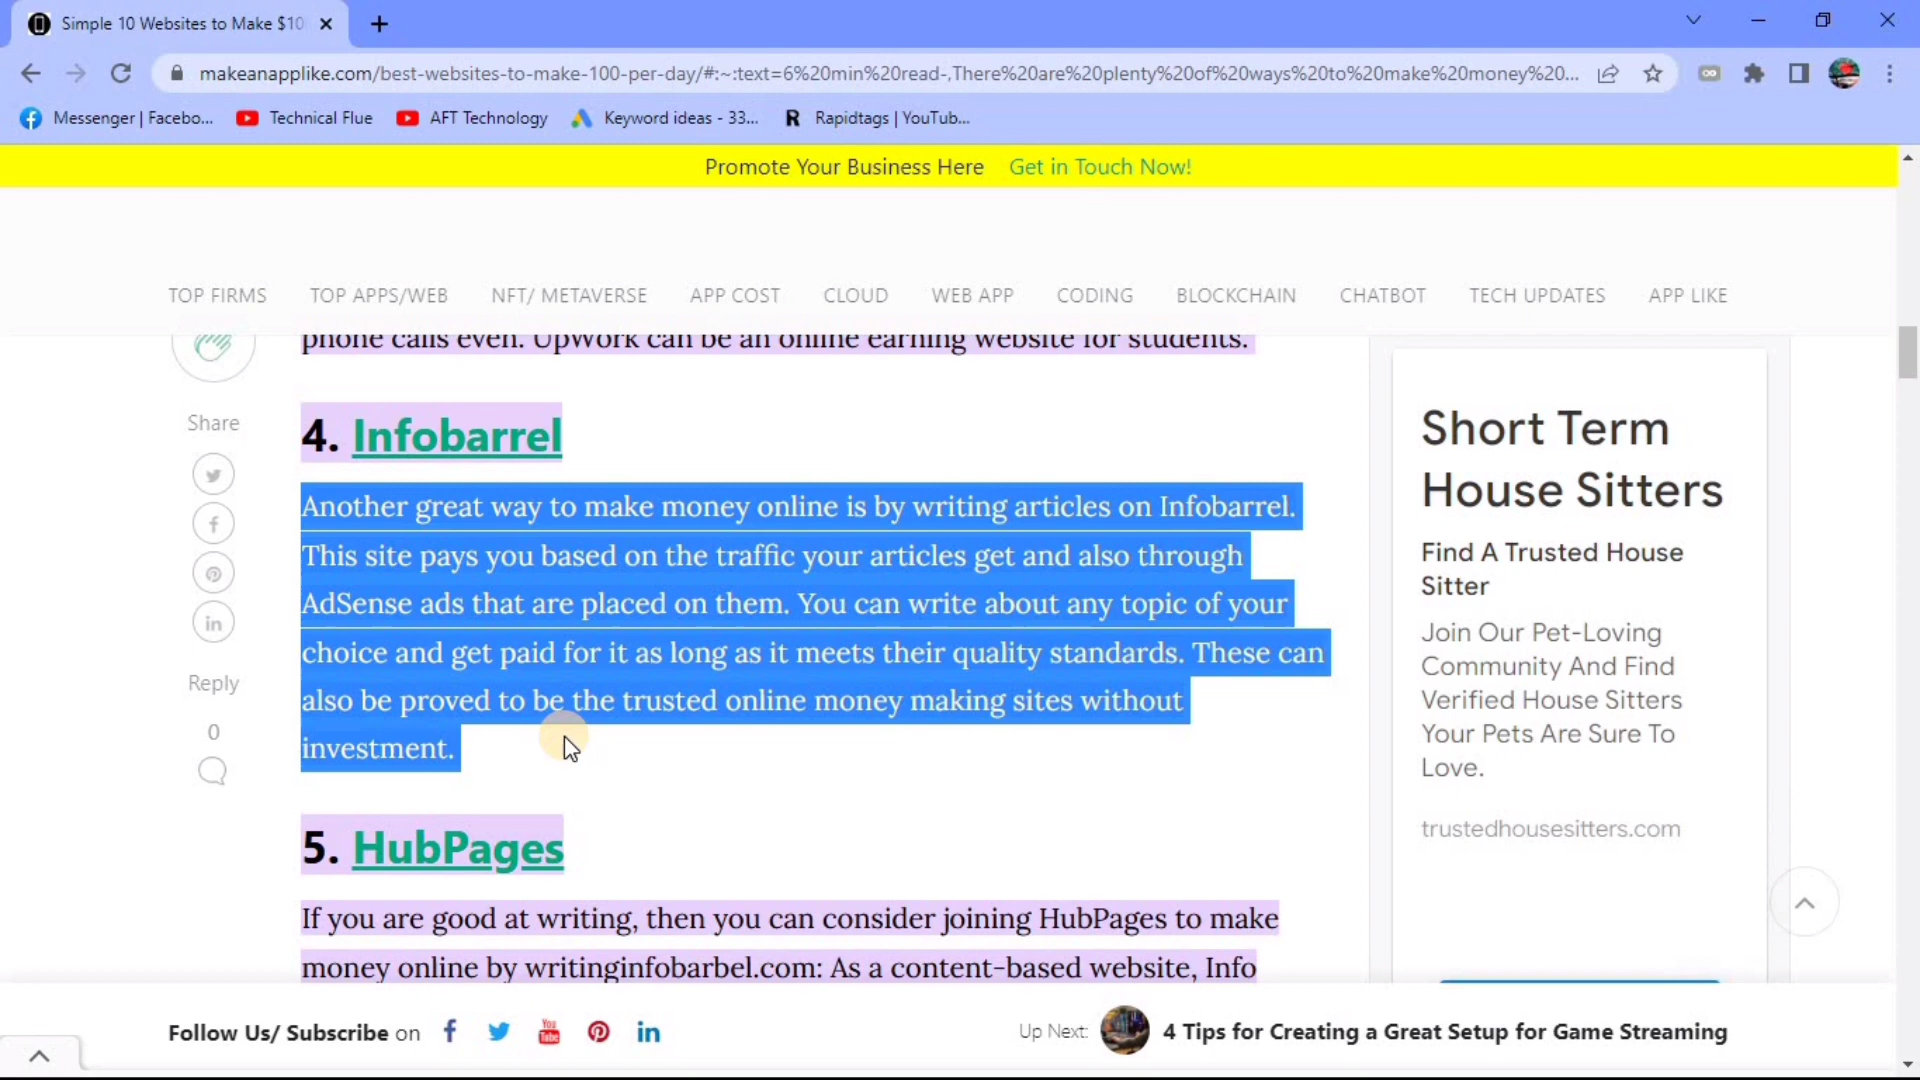 Simple 10 Websites to Make $10
makeanapplike.com/best-websites-to-make-100-per-day/#:~:text=6%20min%20read-,There%20are%20plenty%20of%20ways%20to%20make%20money%20...
Messenger | Facebo...
Technical Flue
AFT Technology
Keyword ideas - 33...
R
Rapidtags | YouTub...
Promote Your Business Here Get in Touch Now!
TOP FIRMS
TOP APPS/WEB
NFT/ METAVERSE
APP COST
CLOUD
WEB APP
CODING
BLOCKCHAIN
CHATBOT
TECH UPDATES
APP LIKE
phone calls even. UpWork can be an online earning website for students.
4. Infobarrel
Another great way to make money online is by writing articles on Infobarrel.
This site pays you based on the traffic your articles get and also through
AdSense ads that are placed on them. You can write about any topic of your
choice and get paid for it as long as it meets their quality standards. These can
also be proved to be the trusted online money making sites without
investment.
5. HubPages
If you are good at writing, then you can consider joining HubPages to make
money online by writinginfobarbel.com: As a content-based website, Info
Share
Reply
0
Short Term
House Sitters
Find A Trusted House
Sitter
Join Our Pet-Loving
Community And Find
Verified House Sitters
Your Pets Are Sure To
Love.
trustedhousesitters.com
Follow Us/ Subscribe on
You
Tube
Up Next:
4 Tips for Creating a Great Setup for Game Streaming